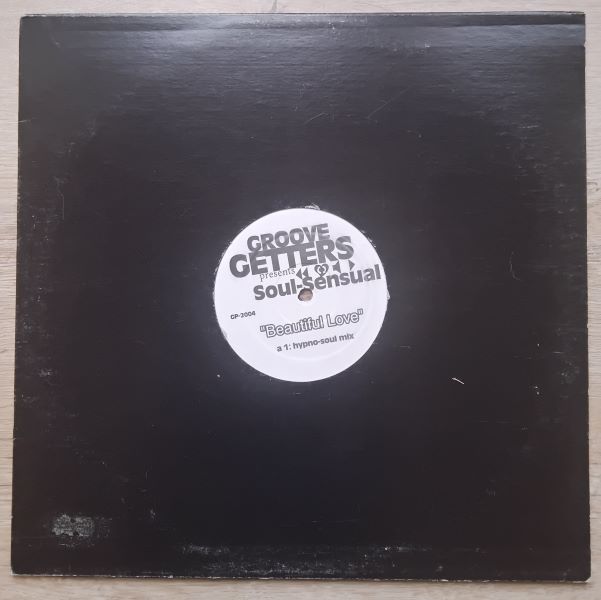 GROOVE
GETTERS
presents
Soul-Sensual
GP-2004
"Beautiful Love"
a 1: hypno-soul mix